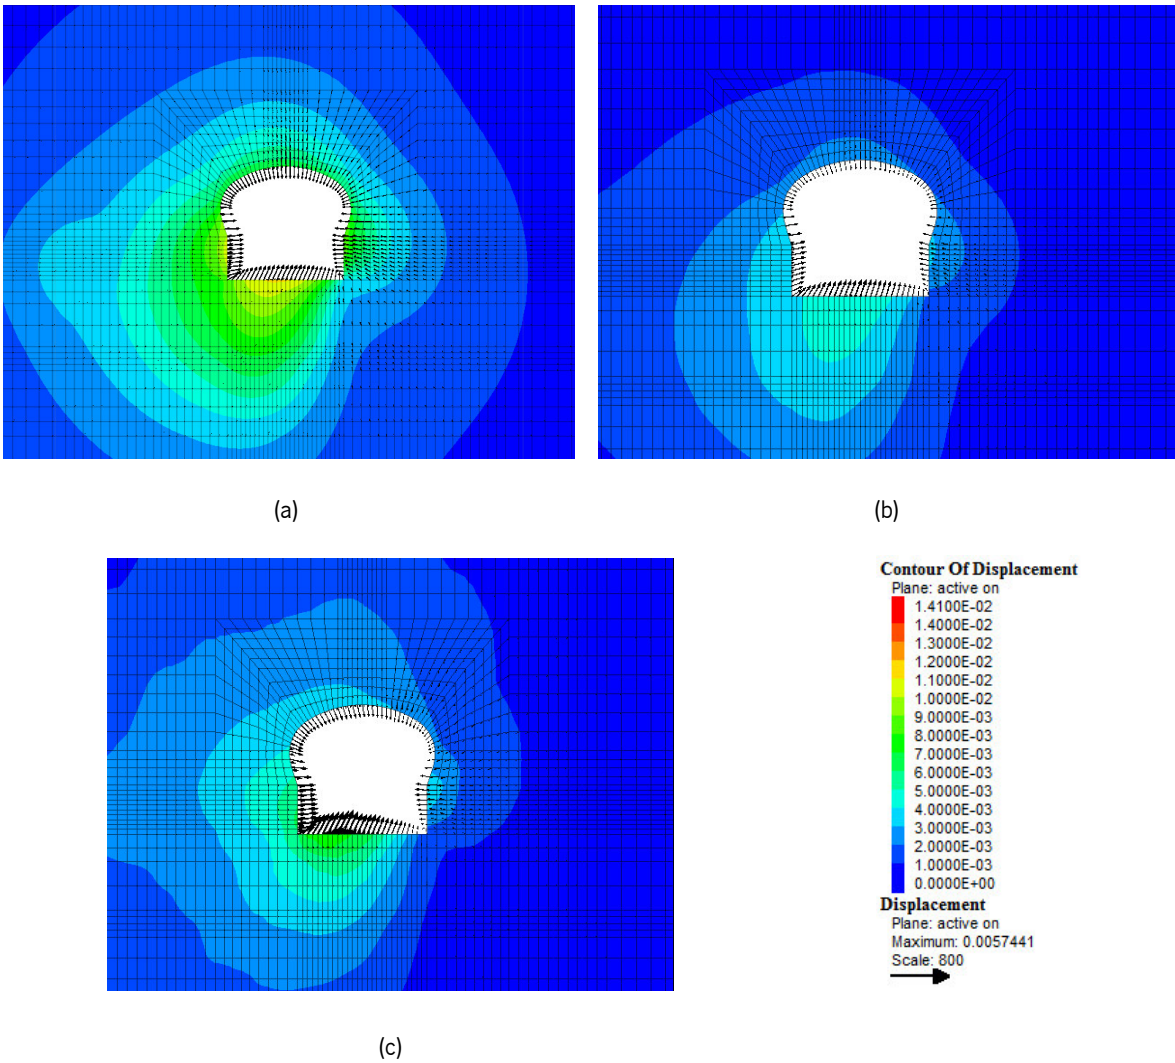 (a)
(b)
Contour Of Displacement
Plane: active on
1.4100E-02
1.4000E-02
1.3000E-02
1.2000E-02
1.1000E-02
1.0000E-02
9.0000E-03
8.0000E-03
7.0000E-03
6.0000E-03
5.0000E-03
4.0000E-03
3.0000E-03
2.0000E-03
1.0000E-03
0.0000E+00
Displacement
Plane: active on
Maximum: 0.0057441
Scale: 800
(c)